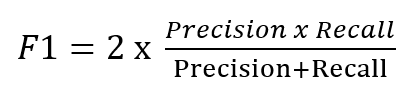 F1 = 2 x Precision x Recall
Precision+Recall